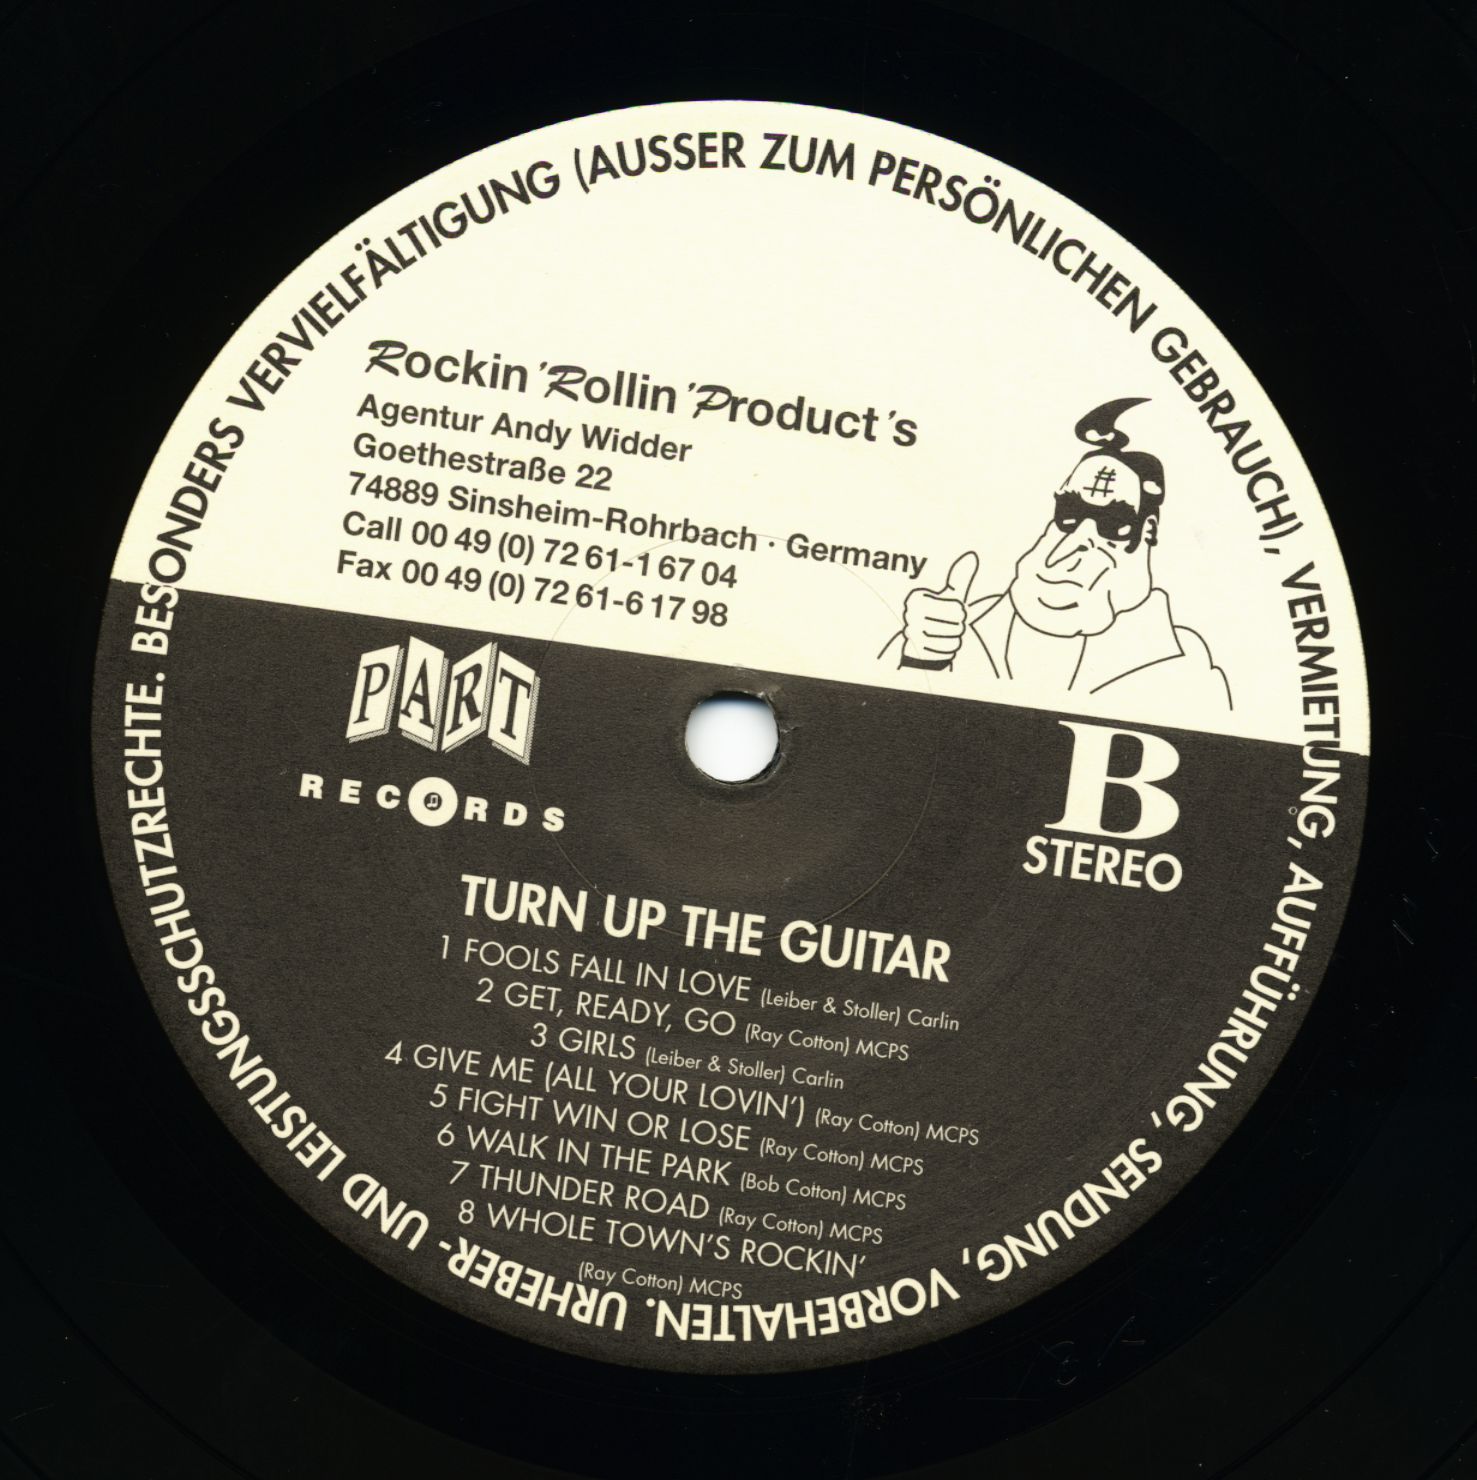 URHEBER- UND LEISTUNGSSCHUTZRECHTE. BESONDERS VERVIELFÄLTIGUNG (AUSSER ZUM PERSÖNLICHEN GEBRAUCH), VERMIETUNG, AUFFÜHRUNG, SENDUNG, VORBEHALTEN.
Rockin'Rollin'Product's
Agentur Andy Widder
Goethestraße 22
74889 Sinsheim-Rohrbach · Germany
Call 00 49 (0) 72 61-1 67 04
Fax 00 49 (0) 72 61-6 17 98
#
PART
RECORDS
B
STEREO
TURN UP THE GUITAR
1 FOOLS FALL IN LOVE (Leiber & Stoller) Carlin
2 GET, READY, GO (Ray Cotton) MCPS
3 GIRLS (Leiber & Stoller) Carlin
4 GIVE ME (ALL YOUR LOVIN') (Ray Cotton) MCPS
5 FIGHT WIN OR LOSE (Ray Cotton) MCPS
6 WALK IN THE PARK (Bob Cotton) MCPS
7 THUNDER ROAD (Ray Cotton) MCPS
8 WHOLE TOWN'S ROCKIN'
(Ray Cotton) MCPS